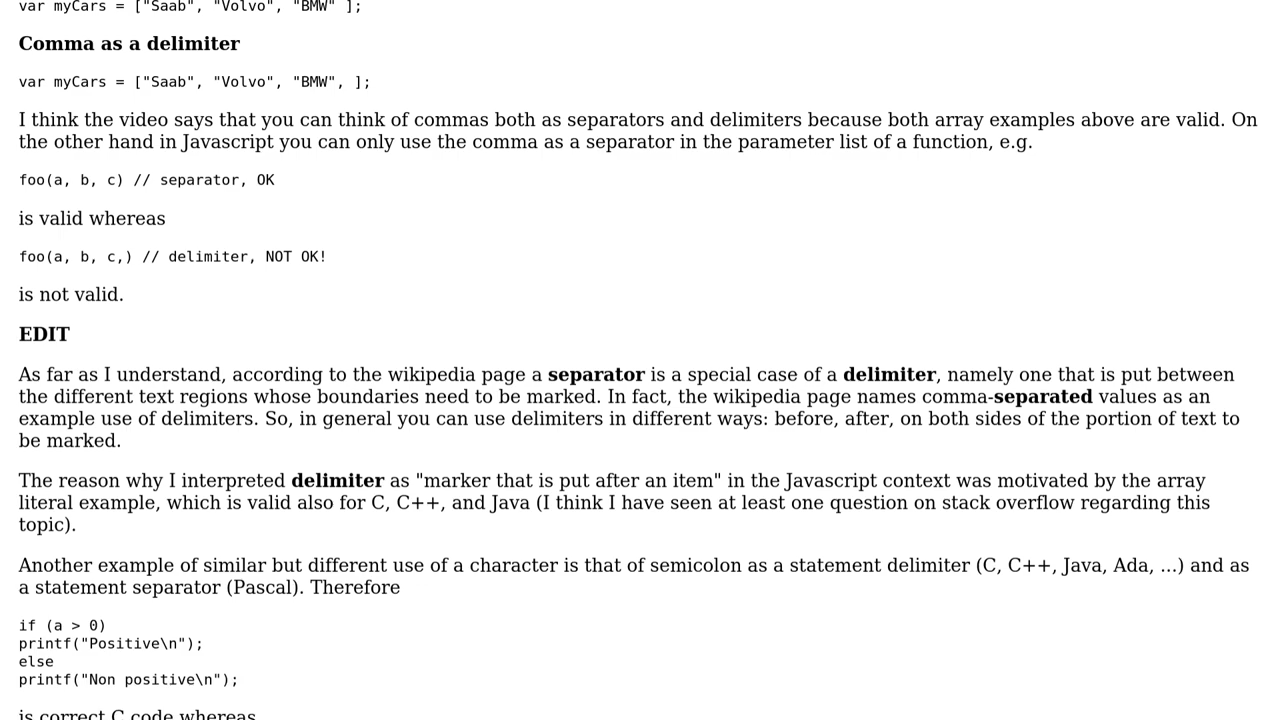 var myCars = ["Saab", "Volvo", "BMW" ];
Comma as a delimiter
var myCars = ["Saab", "Volvo", "BMW", ];
I think the video says that you can think of commas both as separators and delimiters because both array examples above are valid. On
the other hand in Javascript you can only use the comma as a separator in the parameter list of a function, e.g.
foo(a, b, c) // separator, OK
is valid whereas
foo(a, b, c,) // delimiter, NOT OK!
is not valid.
EDIT
As far as I understand, according to the wikipedia page a separator is a special case of a delimiter, namely one that is put between
the different text regions whose boundaries need to be marked. In fact, the wikipedia page names comma-separated values as an
example use of delimiters. So, in general you can use delimiters in different ways: before, after, on both sides of the portion of text to
be marked.
The reason why I interpreted delimiter as "marker that is put after an item" in the Javascript context was motivated by the array
literal example, which is valid also for C, C++, and Java (I think I have seen at least one question on stack overflow regarding this
topic).
Another example of similar but different use of a character is that of semicolon as a statement delimiter (C, C++, Java, Ada, ...) and as
a statement separator (Pascal). Therefore
if (a > 0)
printf("Positive\n");
else
printf("Non positive\n");
is correct C code whereas